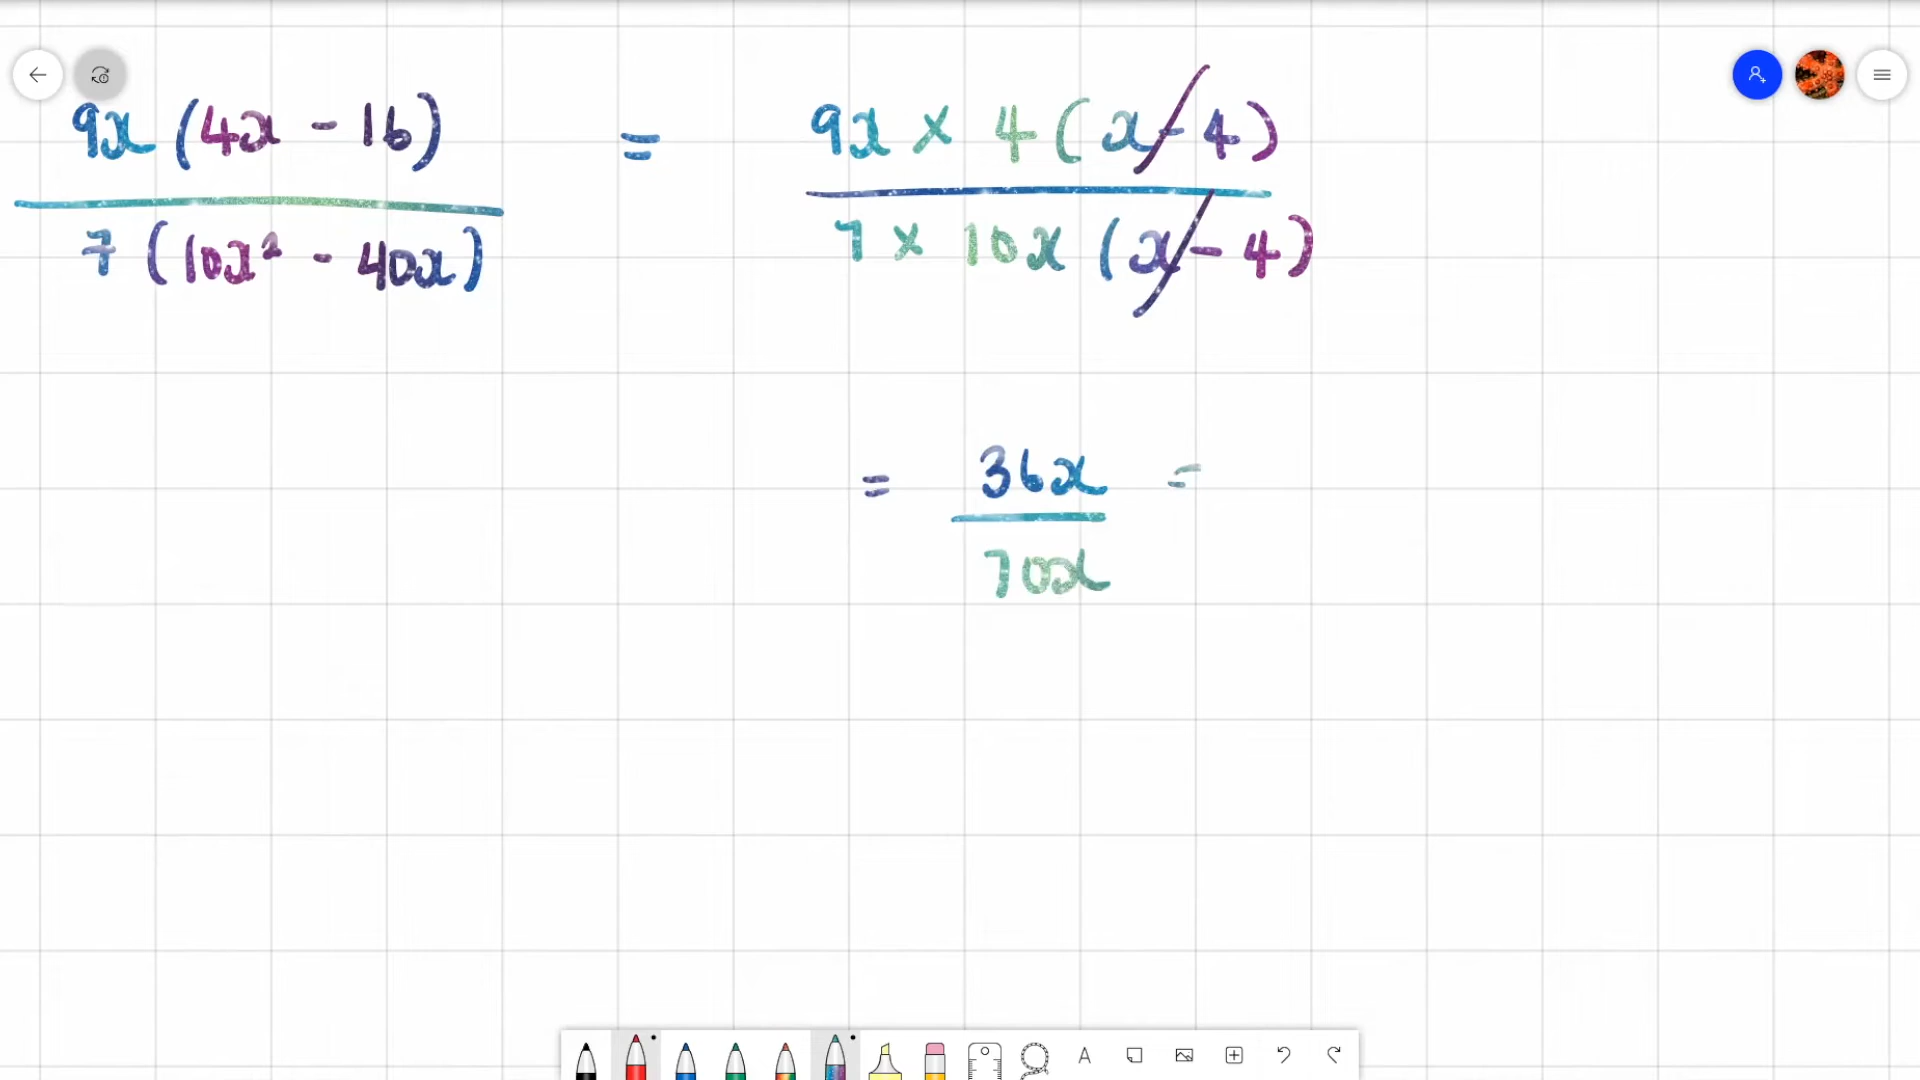 9x (4x - 16) = 9x × 4 (x - 4)
7 (10x² - 40x) 7 × 10x (x - 4)
= 36x =
70x
A